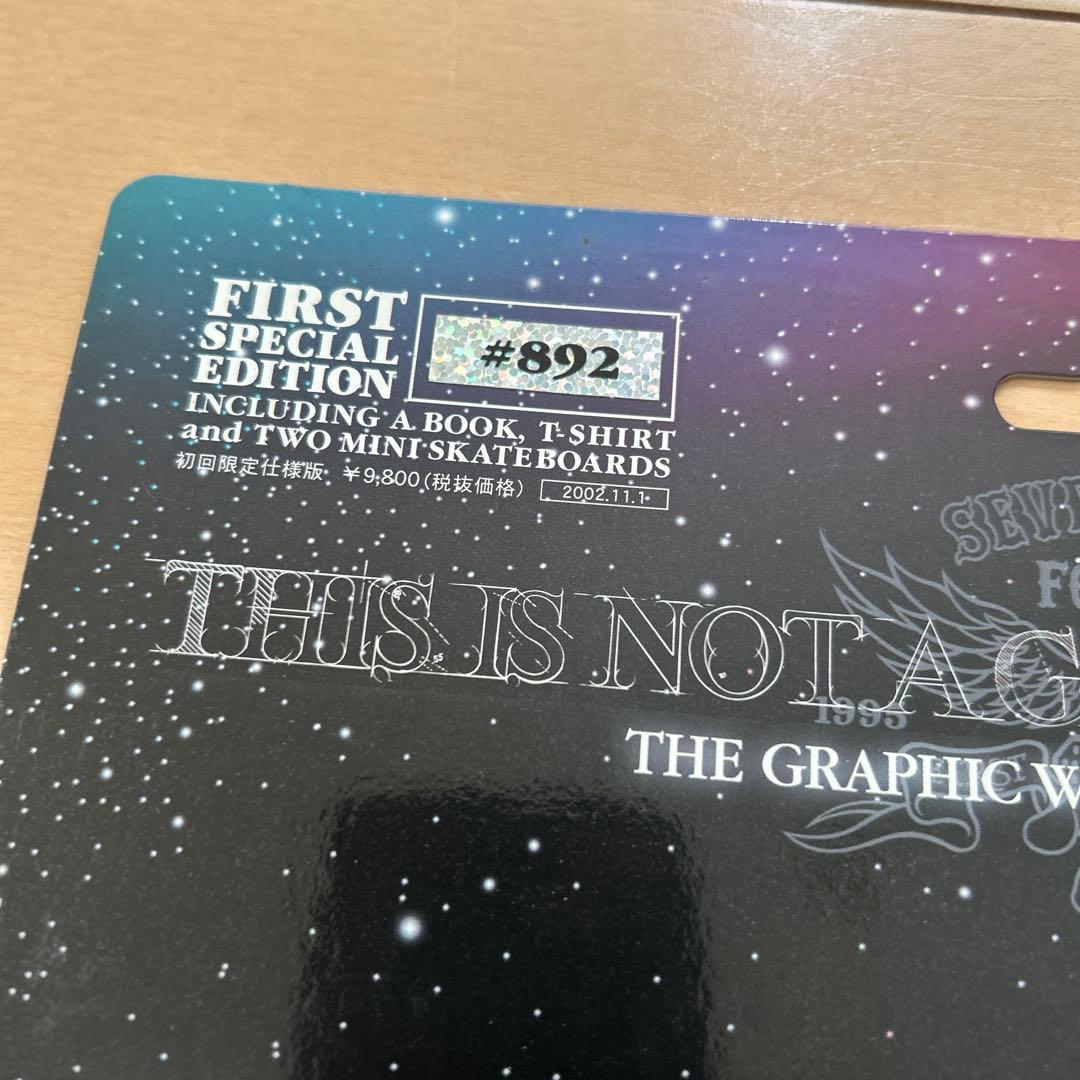 FIRST
SPECIAL
EDITION
#892
INCLUDING A BOOK, T-SHIRT
and TWO MINI SKATEBOARDS
初回限定仕様版 ￥9,800(税抜価格) 2002.11.1
THIS IS NOT A G
1995
THE GRAPHIC W